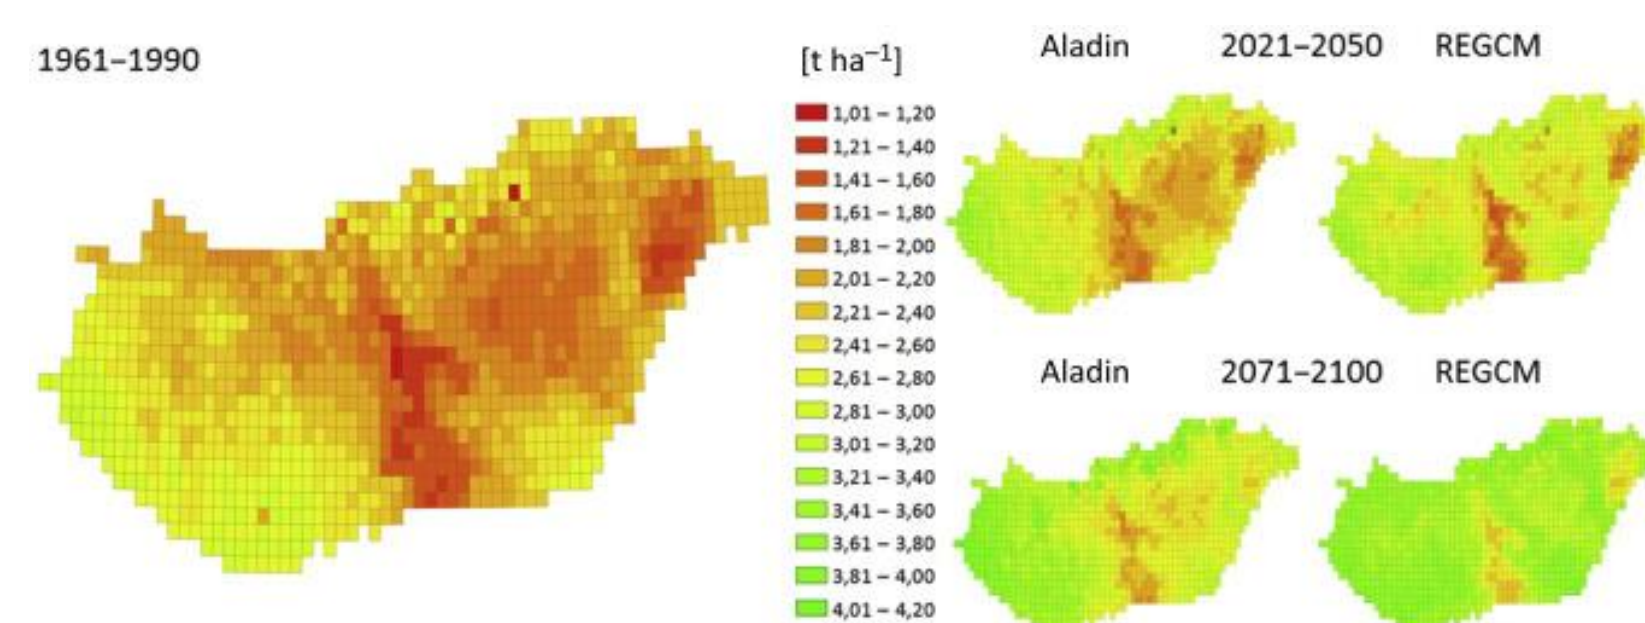 1961–1990
[t ha–1]
1,01 – 1,20
1,21 – 1,40
1,41 – 1,60
1,61 – 1,80
1,81 – 2,00
2,01 – 2,20
2,21 – 2,40
2,41 – 2,60
2,61 – 2,80
2,81 – 3,00
3,01 – 3,20
3,21 – 3,40
3,41 – 3,60
3,61 – 3,80
3,81 – 4,00
4,01 – 4,20
Aladin 2021–2050 REGCM
Aladin 2071–2100 REGCM